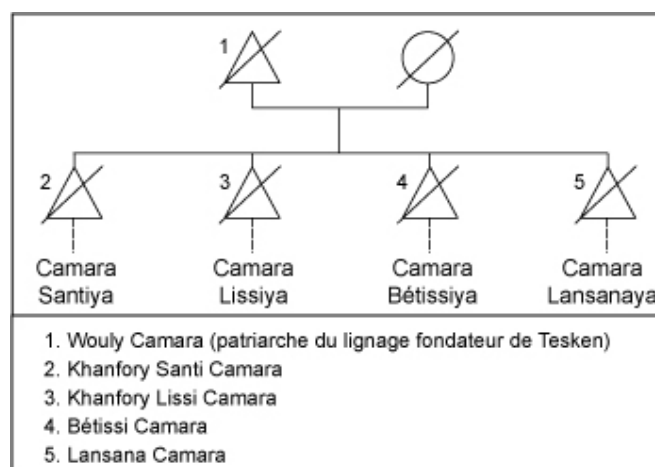 1
2
3
4
5
Camara Santiya
Camara Lissiya
Camara Bétissiya
Camara Lansanaya
1. Wouly Camara (patriarche du lignage fondateur de Tesken)
2. Khanfory Santi Camara
3. Khanfory Lissi Camara
4. Bétissi Camara
5. Lansana Camara